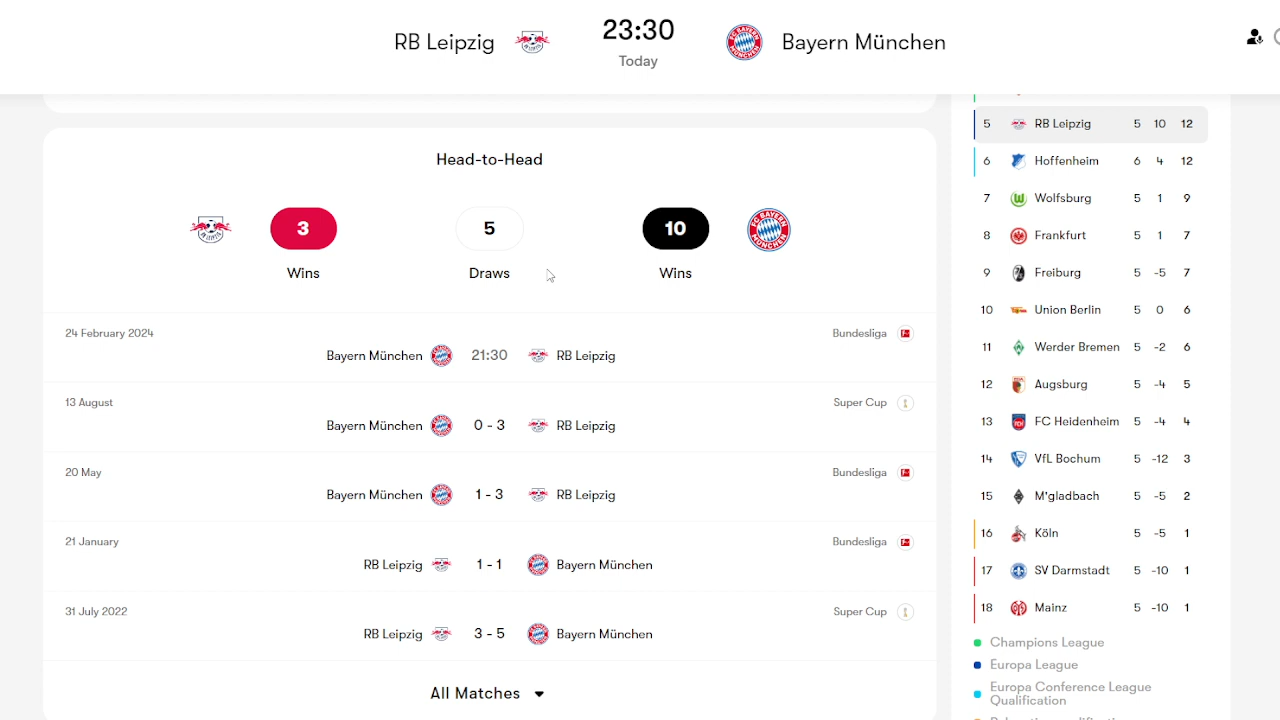 RB Leipzig
23:30
Today
Bayern München
Head-to-Head
3
5
10
Wins
Draws
Wins
24 February 2024
Bundesliga
Bayern München 21:30 RB Leipzig
13 August
Super Cup
Bayern München 0 - 3 RB Leipzig
20 May
Bundesliga
Bayern München 1 - 3 RB Leipzig
21 January
Bundesliga
RB Leipzig 1 - 1 Bayern München
31 July 2022
Super Cup
RB Leipzig 3 - 5 Bayern München
All Matches
5 RB Leipzig 5 10 12
6 Hoffenheim 6 4 12
7 Wolfsburg 5 1 9
8 Frankfurt 5 1 7
9 Freiburg 5 -5 7
10 Union Berlin 5 0 6
11 Werder Bremen 5 -2 6
12 Augsburg 5 -4 5
13 FC Heidenheim 5 -4 4
14 VfL Bochum 5 -12 3
15 M'gladbach 5 -5 2
16 Köln 5 -5 1
17 SV Darmstadt 5 -10 1
18 Mainz 5 -10 1
Champions League
Europa League
Europa Conference League
Qualification